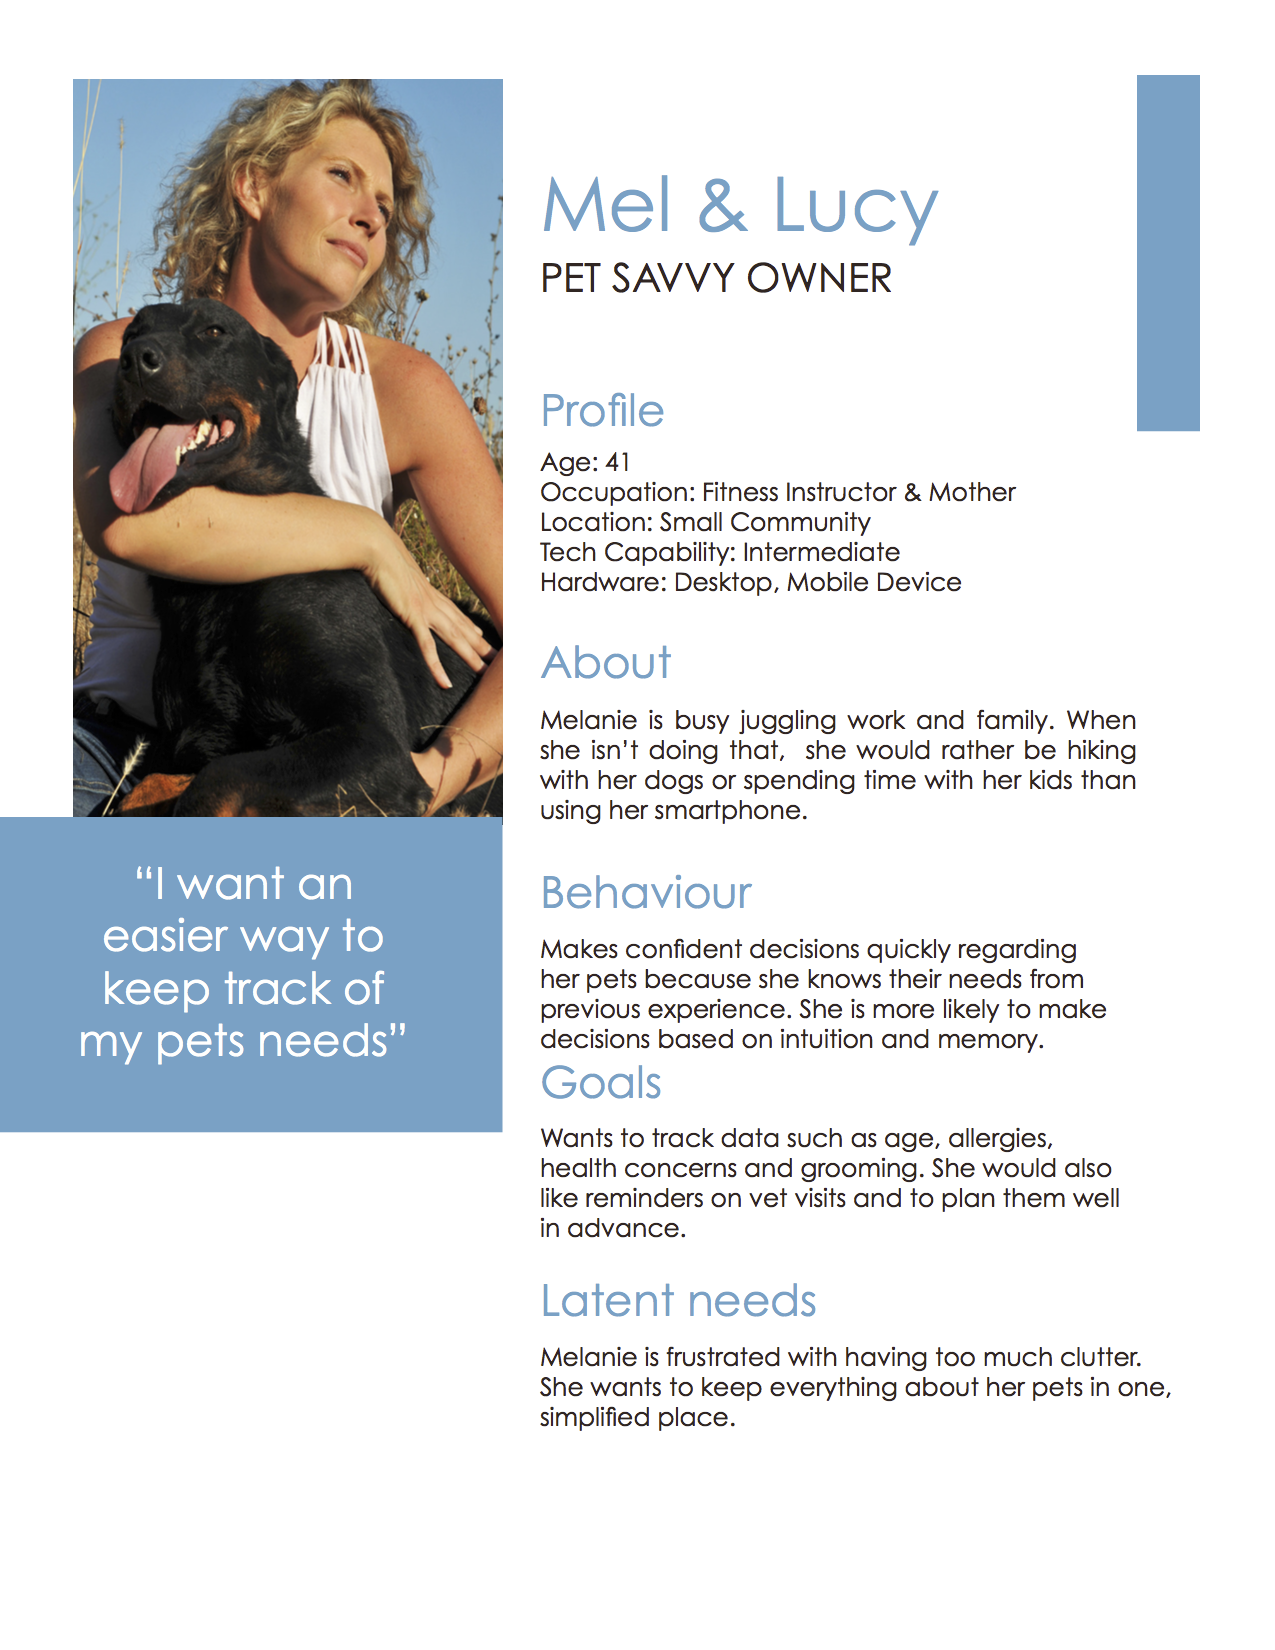 Mel & Lucy
PET SAVVY OWNER
Profile
Age: 41
Occupation: Fitness Instructor & Mother
Location: Small Community
Tech Capability: Intermediate
Hardware: Desktop, Mobile Device
About
Melanie is busy juggling work and family. When
she isn’t doing that, she would rather be hiking
with her dogs or spending time with her kids than
using her smartphone.
“I want an
easier way to
keep track of
my pets needs”
Behaviour
Makes confident decisions quickly regarding
her pets because she knows their needs from
previous experience. She is more likely to make
decisions based on intuition and memory.
Goals
Wants to track data such as age, allergies,
health concerns and grooming. She would also
like reminders on vet visits and to plan them well
in advance.
Latent needs
Melanie is frustrated with having too much clutter.
She wants to keep everything about her pets in one,
simplified place.